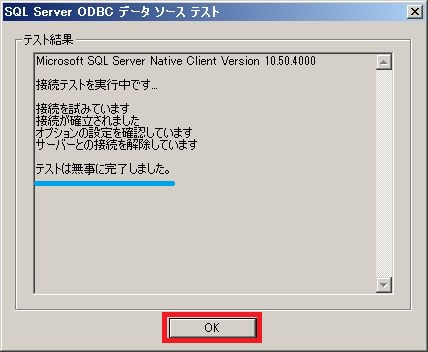 SQL Server ODBC データ ソース テスト
テスト結果
Microsoft SQL Server Native Client Version 10.50.4000
接続テストを実行中です...
接続を試みています
接続が確立されました
オプションの設定を確認しています
サーバーとの接続を解除しています
テストは無事に完了しました。
OK